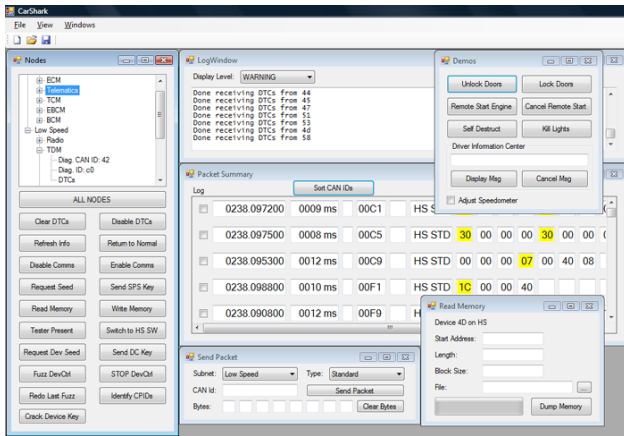 CarShark
File View Windows
Nodes
ECM
Telematics
TCM
EBCM
BCM
Low Speed
Radio
TDM
Diag. CAN ID: 42
Diag. ID: c0
DTCs
ALL NODES
Clear DTCs Disable DTCs
Refresh Info Return to Normal
Disable Comms Enable Comms
Request Seed Send SPS Key
Read Memory Write Memory
Tester Present Switch to HS SW
Request Dev Seed Send DC Key
Fuzz DevCtrl STOP DevCtrl
Redo Last Fuzz Identify CPIDs
Crack Device Key
LogWindow
Display Level: WARNING
Done receiving DTCs from 44
Done receiving DTCs from 45
Done receiving DTCs from 47
Done receiving DTCs from 51
Done receiving DTCs from 53
Done receiving DTCs from 4d
Done receiving DTCs from 58
Demos
Unlock Doors Lock Doors
Remote Start Engine Cancel Remote Start
Self Destruct Kill Lights
Driver Information Center
Display Msg Cancel Msg
Adjust Speedometer
Packet Summary
Log Sort CAN IDs
0238.097200 0009 ms 00C1 HS
0238.097500 0008 ms 00C5 HS STD 30 00 00 00 30 00 00
0238.095300 0012 ms 00C9 HS STD 00 00 00 07 00 40 08
0238.098800 0010 ms 00F1 HS STD 1C 00 00 40
0238.090800 0012 ms 00F9
Send Packet
Subnet: Low Speed Type: Standard
CAN Id: Send Packet
Bytes: Clear Bytes
Read Memory
Device 4D on HS
Start Address:
Length:
Block Size:
File: ...
Dump Memory